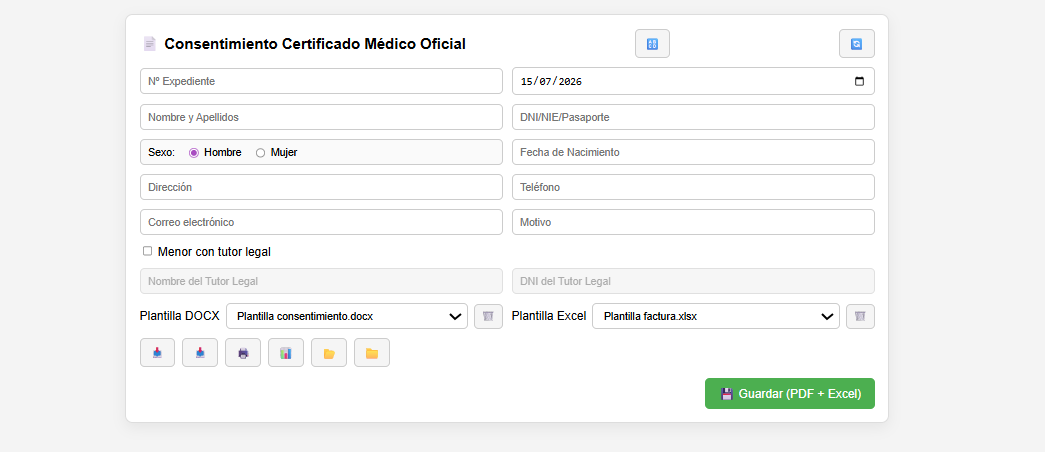 Consentimiento Certificado Médico Oficial
Nº Expediente
15/07/2026
Nombre y Apellidos
DNI/NIE/Pasaporte
Sexo: Hombre Mujer
Fecha de Nacimiento
Dirección
Teléfono
Correo electrónico
Motivo
Menor con tutor legal
Nombre del Tutor Legal
DNI del Tutor Legal
Plantilla DOCX Plantilla consentimiento.docx
Plantilla Excel Plantilla factura.xlsx
Guardar (PDF + Excel)